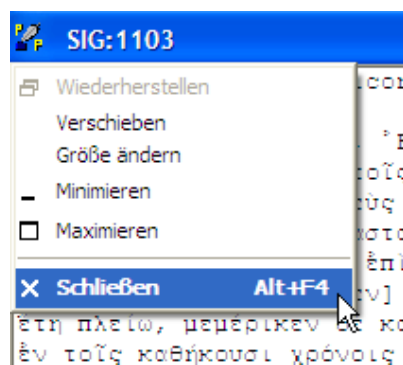 SIG:1103
Wiederherstellen
Verschieben
Größe ändern
Minimieren
Maximieren
Schließen Alt+F4
ἔτη πλείω, μεμέρικεν
ἐν τοῖς καθήκουσι χρόνοις